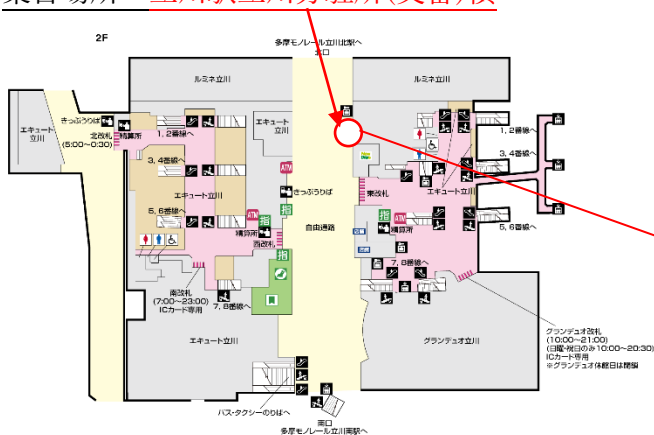 集合場所 立川駅立川分駐所(交番)横
2F
多摩モノレール立川北駅へ
北口
ルミネ立川
ルミネ立川
きっぷうりば
エキュート
立川
北改札
(5:00〜0:30)
精算所
1, 2番線へ
エキュート
立川
1, 2番線へ
3, 4番線へ
3, 4番線へ
ATM
エキュート立川
きっぷうりば
東改札
エキュート立川
5, 6番線へ
ATM
指
指
自由通路
指
ATM
精算所
5, 6番線へ
精算所
西改札
指
7, 8番線へ
南改札
(7:00〜23:00)
ICカード専用
7, 8番線へ
エキュート立川
グランデュオ立川
グランデュオ改札
(10:00〜21:00)
(日曜・祝日のみ10:00〜20:30)
ICカード専用
※グランデュオ休館日は閉鎖
バス・タクシーのりばへ
南口
多摩モノレール立川南駅へ